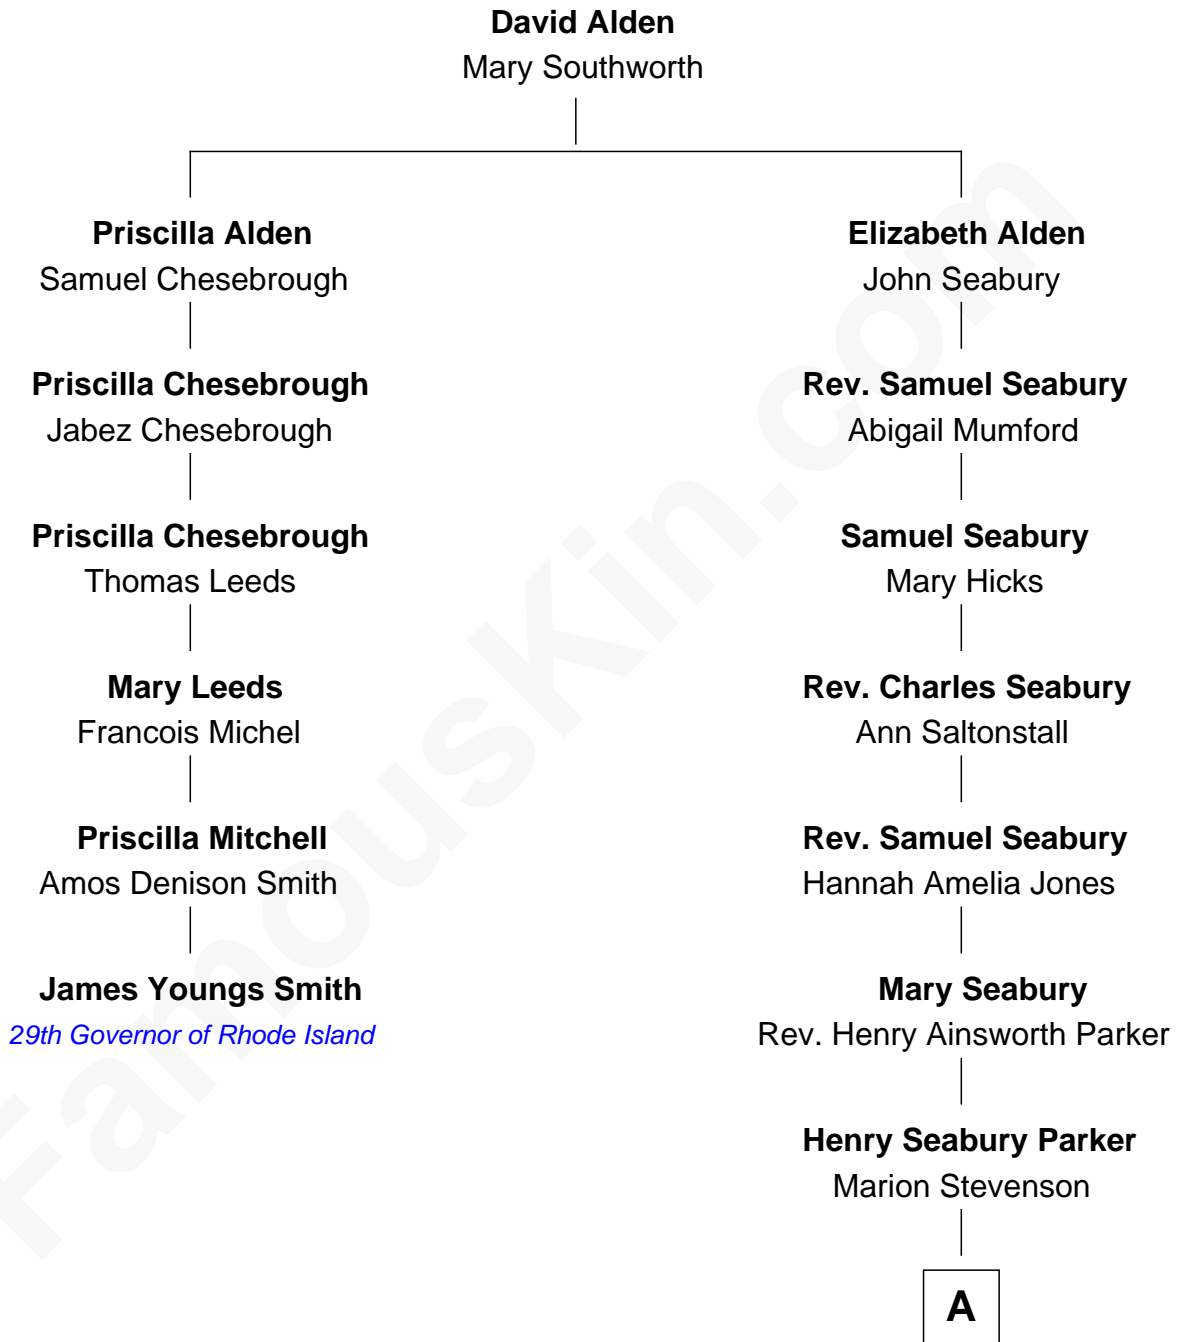 David Alden
Mary Southworth
Priscilla Alden
Samuel Chesebrough
Priscilla Chesebrough
Jabez Chesebrough
Priscilla Chesebrough
Thomas Leeds
Mary Leeds
Francois Michel
Priscilla Mitchell
Amos Denison Smith
James Youngs Smith
29th Governor of Rhode Island
Elizabeth Alden
John Seabury
Rev. Samuel Seabury
Abigail Mumford
Samuel Seabury
Mary Hicks
Rev. Charles Seabury
Ann Saltonstall
Rev. Samuel Seabury
Hannah Amelia Jones
Mary Seabury
Rev. Henry Ainsworth Parker
Henry Seabury Parker
Marion Stevenson
A
FamousKin.com